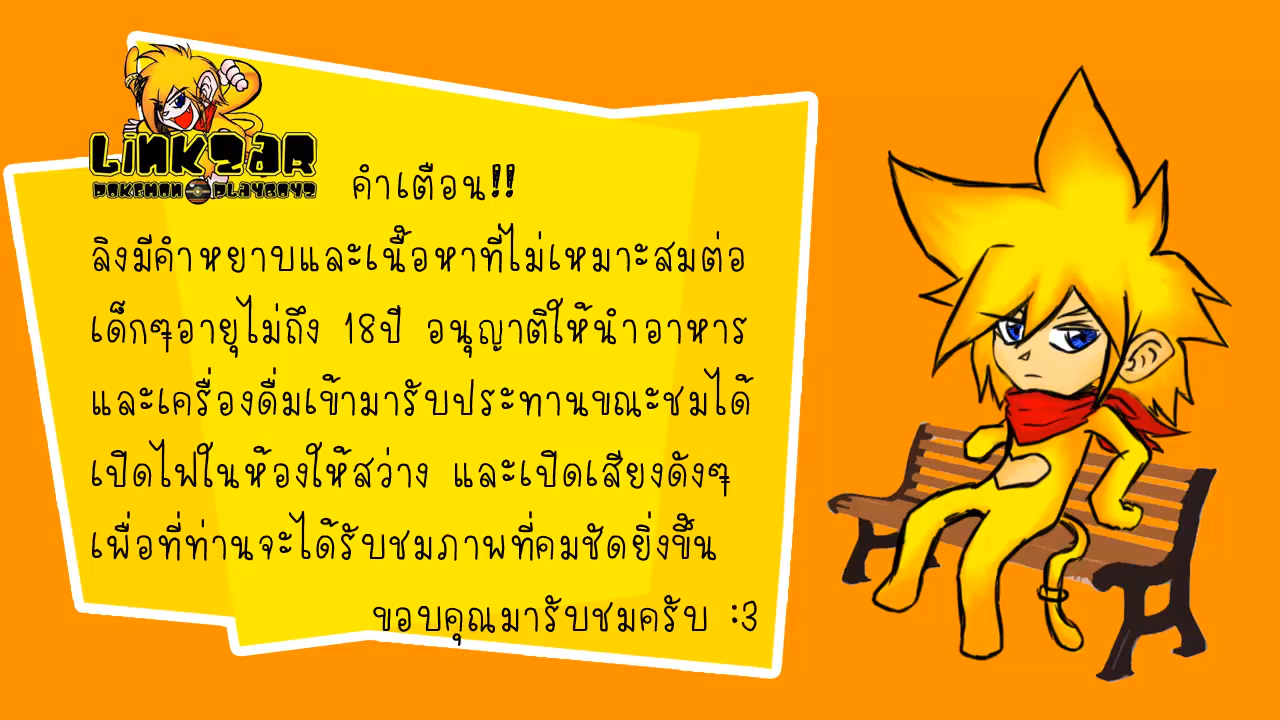 Link2aR
POKEMON PLAYBOYZ
คำเตือน!!
ลิงมีคำหยาบและเนื้อหาที่ไม่เหมาะสมต่อ
เด็กๆอายุไม่ถึง 18ปี อนุญาติให้นำอาหาร
และเครื่องดื่มเข้ามารับประทานขณะชมได้
เปิดไฟในห้องให้สว่าง และเปิดเสียงดังๆ
เพื่อที่ท่านจะได้รับชมภาพที่คมชัดยิ่งขึ้น
ขอบคุณมารับชมครับ :3